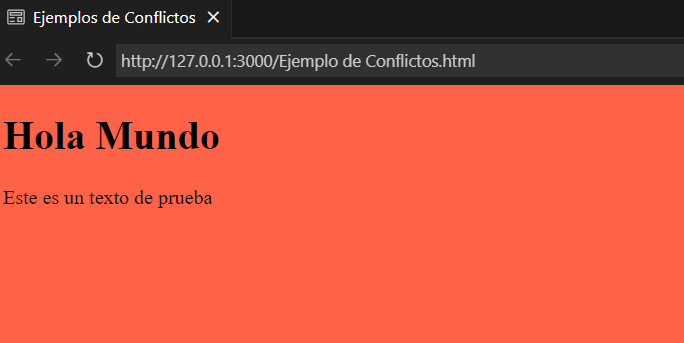 Ejemplos de Conflictos
http://127.0.0.1:3000/Ejemplo de Conflictos.html
Hola Mundo
Este es un texto de prueba